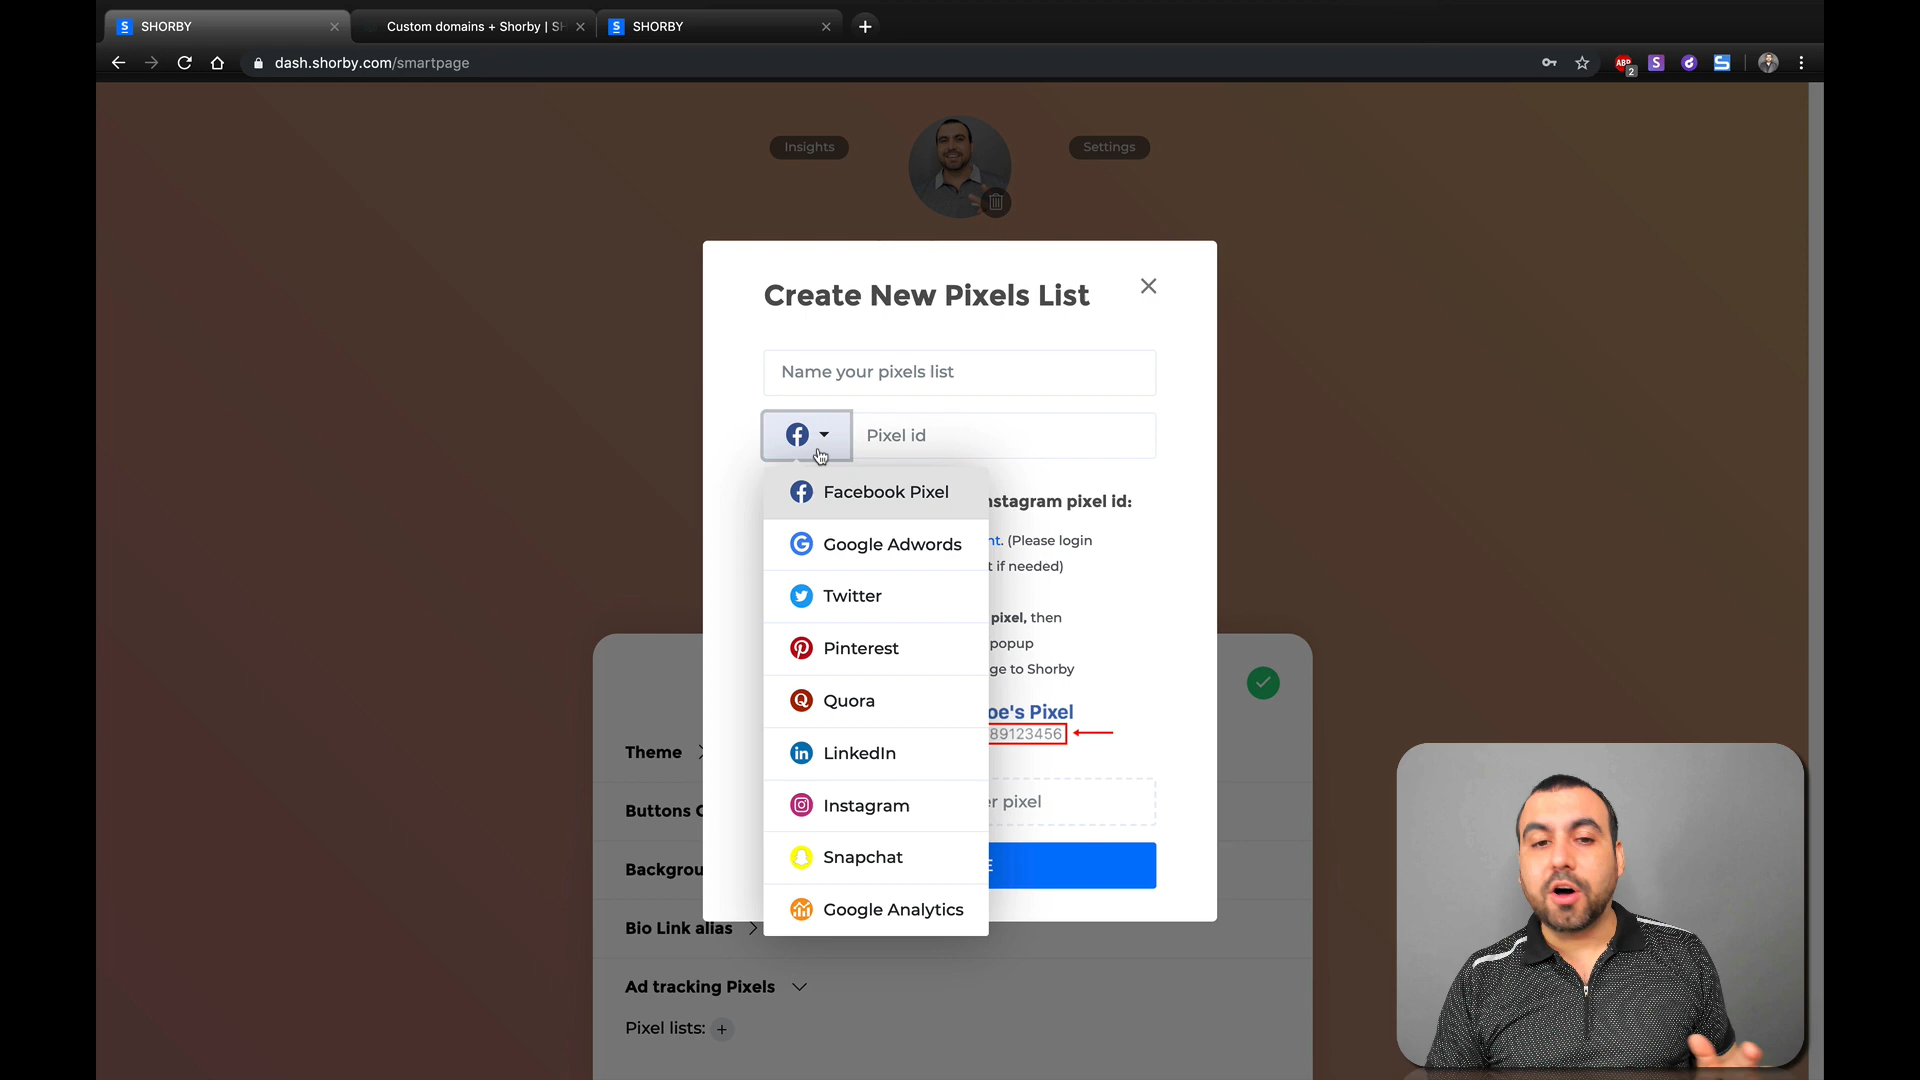 SHORBY
Custom domains + Shorby | SH
SHORBY
dash.shorby.com/smartpage
ABP
2
Insights
Settings
Create New Pixels List
Name your pixels list
Pixel id
Facebook Pixel
nstagram pixel id:
Google Adwords
nt. (Please login
t if needed)
Twitter
pixel, then
popup
Pinterest
ge to Shorby
Quora
oe's Pixel
89123456
Theme
LinkedIn
Buttons
Instagram
er pixel
Backgrou
Snapchat
E
Google Analytics
Bio Link alias
Ad tracking Pixels
Pixel lists: +